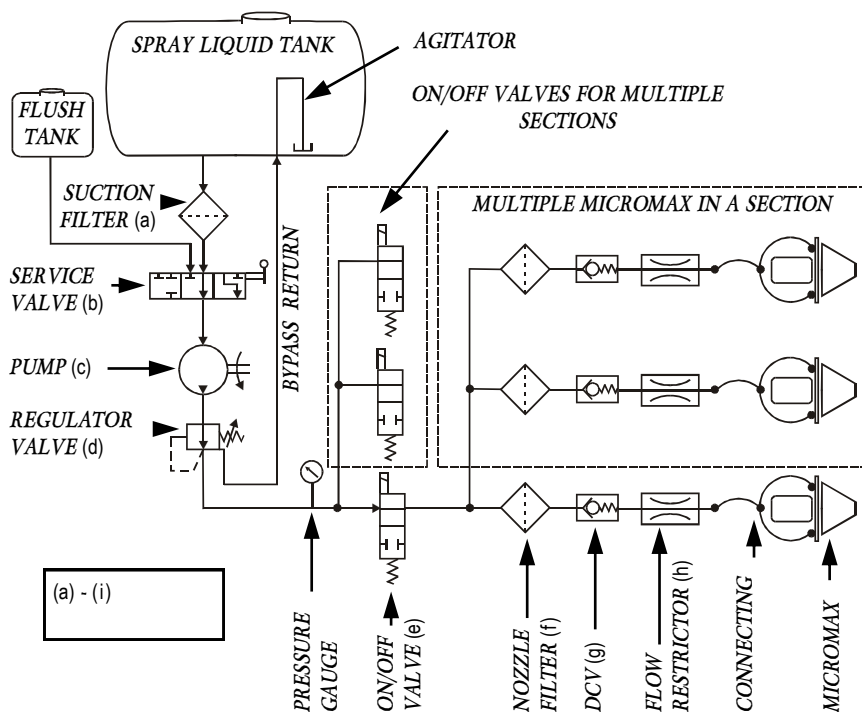 SPRAY LIQUID TANK
AGITATOR
FLUSH
TANK
ON/OFF VALVES FOR MULTIPLE
SECTIONS
SUCTION
FILTER (a)
MULTIPLE MICROMAX IN A SECTION
SERVICE
VALVE (b)
BYPASS RETURN
PUMP (c)
REGULATOR
VALVE (d)
(a) - (i)
PRESSURE
GAUGE
ON/OFF
VALVE (e)
NOZZLE
FILTER (f)
DCV (g)
FLOW
RESTRICTOR (h)
CONNECTING
MICROMAX